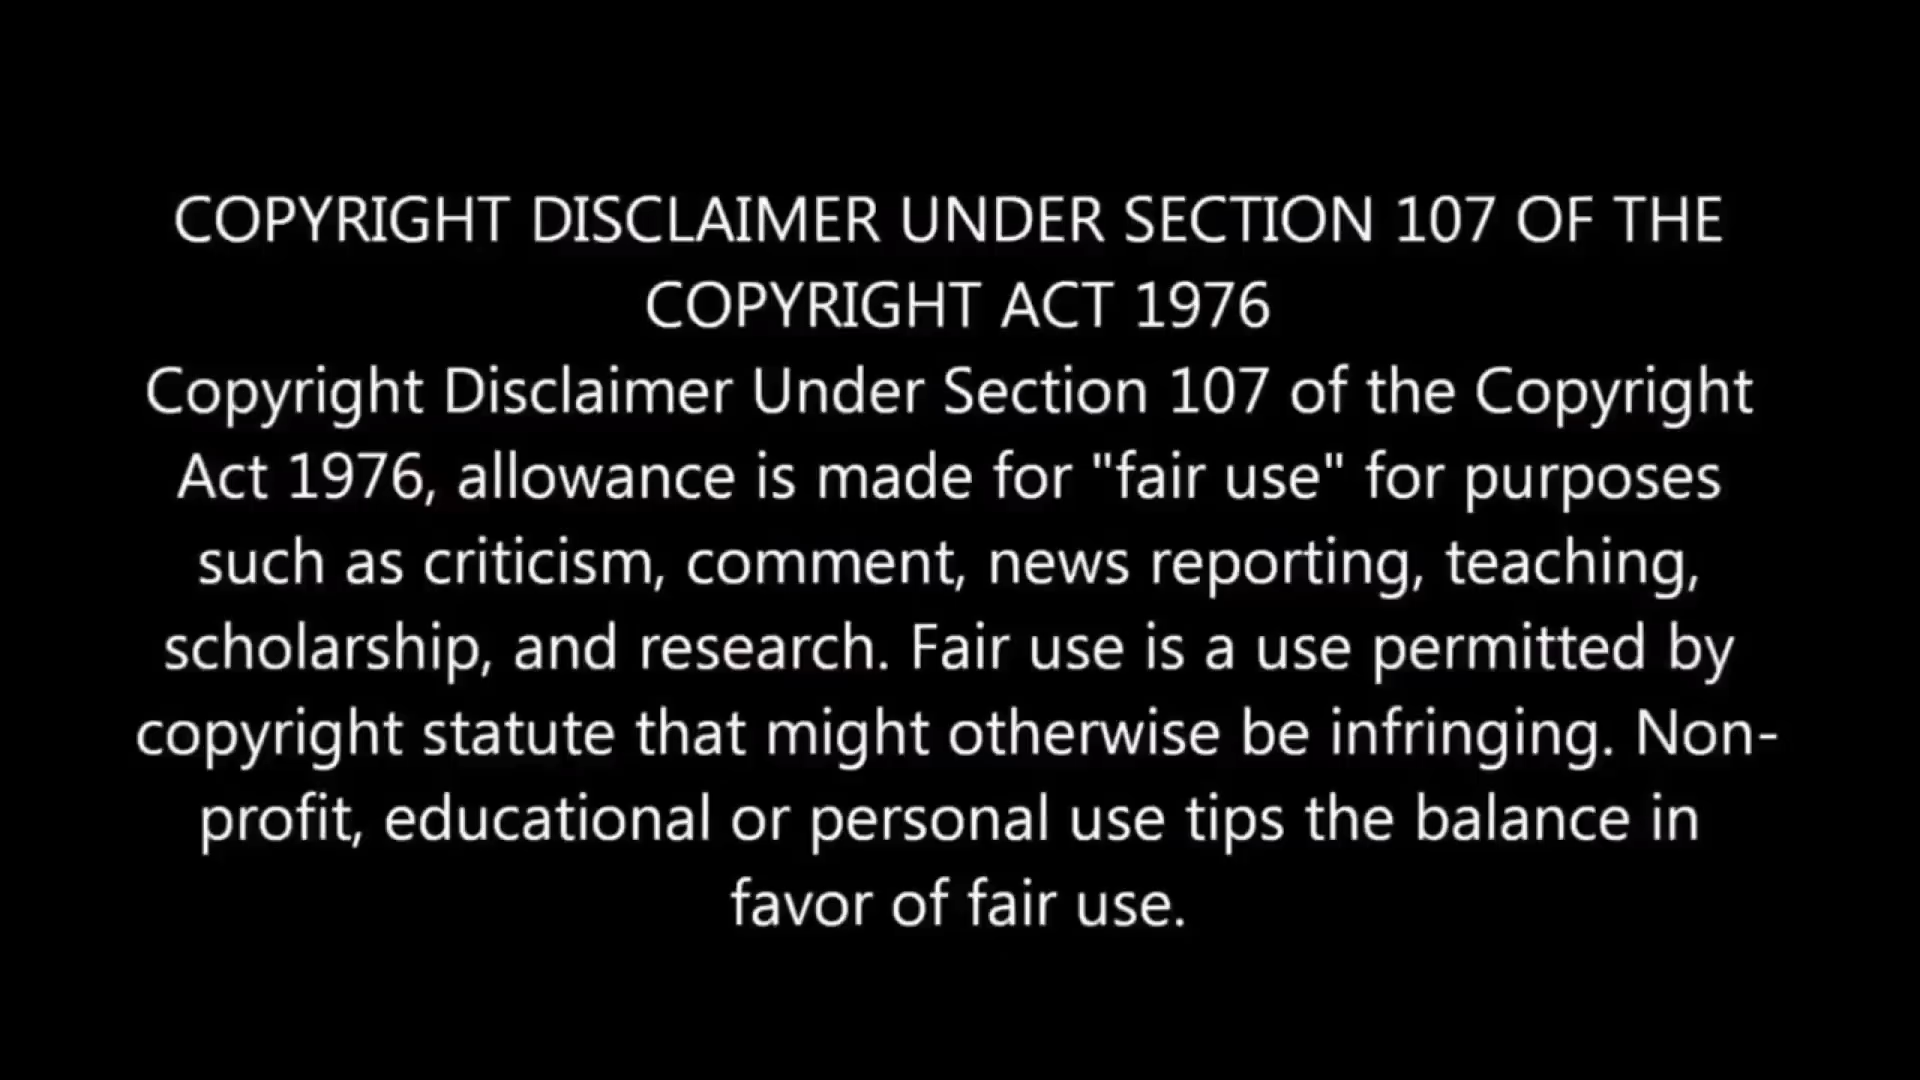 COPYRIGHT DISCLAIMER UNDER SECTION 107 OF THE
COPYRIGHT ACT 1976
Copyright Disclaimer Under Section 107 of the Copyright
Act 1976, allowance is made for "fair use" for purposes
such as criticism, comment, news reporting, teaching,
scholarship, and research. Fair use is a use permitted by
copyright statute that might otherwise be infringing. Non-
profit, educational or personal use tips the balance in
favor of fair use.